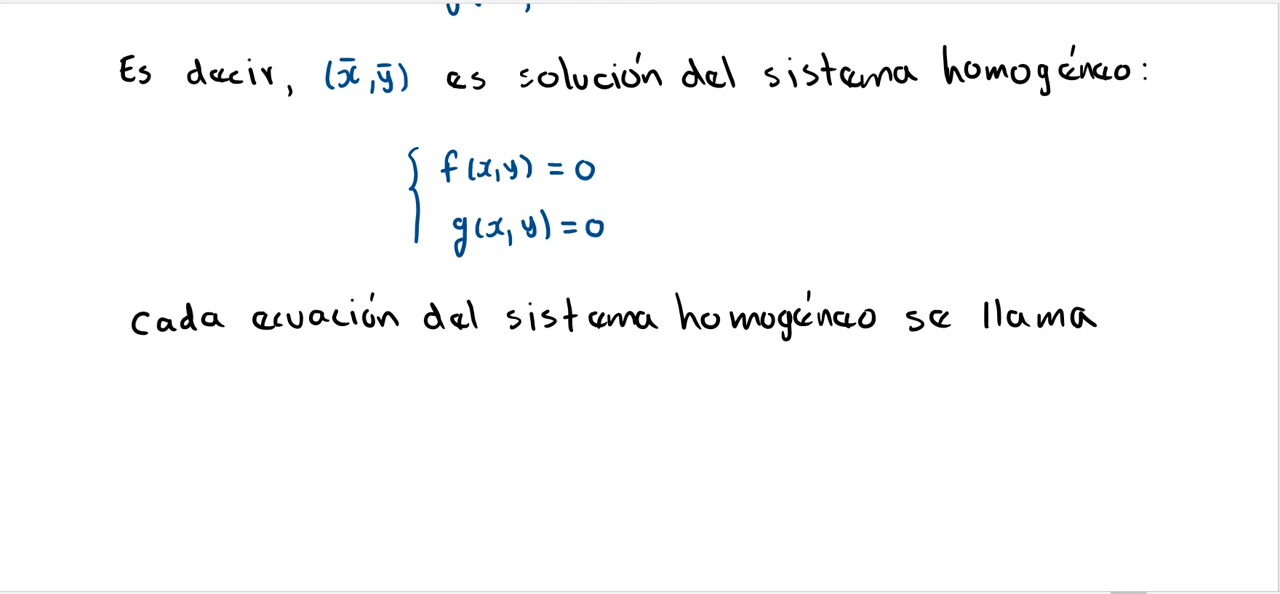 Es decir, (x̄,ȳ) es solución del sistema homogéneo:
f(x,y) = 0
g(x,y) = 0
cada ecuación del sistema homogéneo se llama